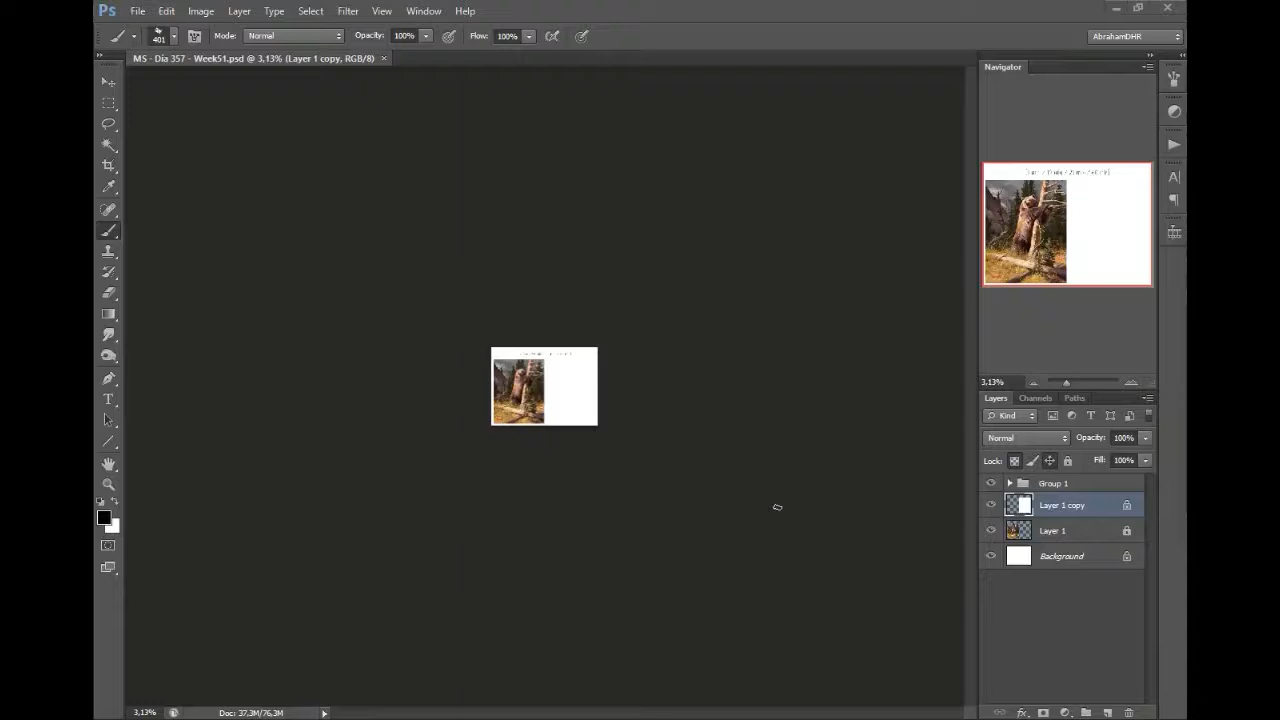 Ps File Edit Image Layer Type Select Filter View Window Help
401 Mode: Normal Opacity: 100% Flow: 100% AbrahamDHR
MS - Día 357 - Week51.psd @ 3,13% (Layer 1 copy, RGB/8)
Navigator
3,13%
Layers Channels Paths
Kind
Normal Opacity: 100%
Lock: Fill: 100%
Group 1
Layer 1 copy
Layer 1
Background
3,13% Doc: 37,3M/76,3M